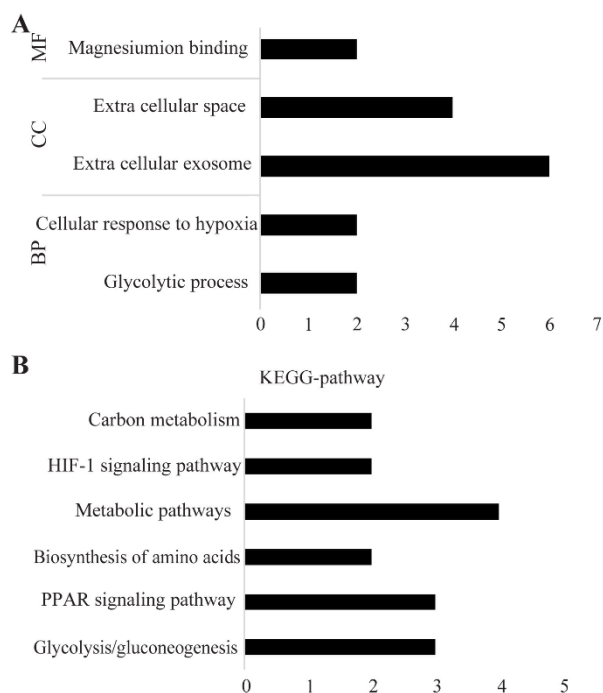 A
MF
Magnesiumion binding
CC
Extra cellular space
Extra cellular exosome
BP
Cellular response to hypoxia
Glycolytic process
0 1 2 3 4 5 6 7
B
KEGG-pathway
Carbon metabolism
HIF-1 signaling pathway
Metabolic pathways
Biosynthesis of amino acids
PPAR signaling pathway
Glycolysis/gluconeogenesis
0 1 2 3 4 5